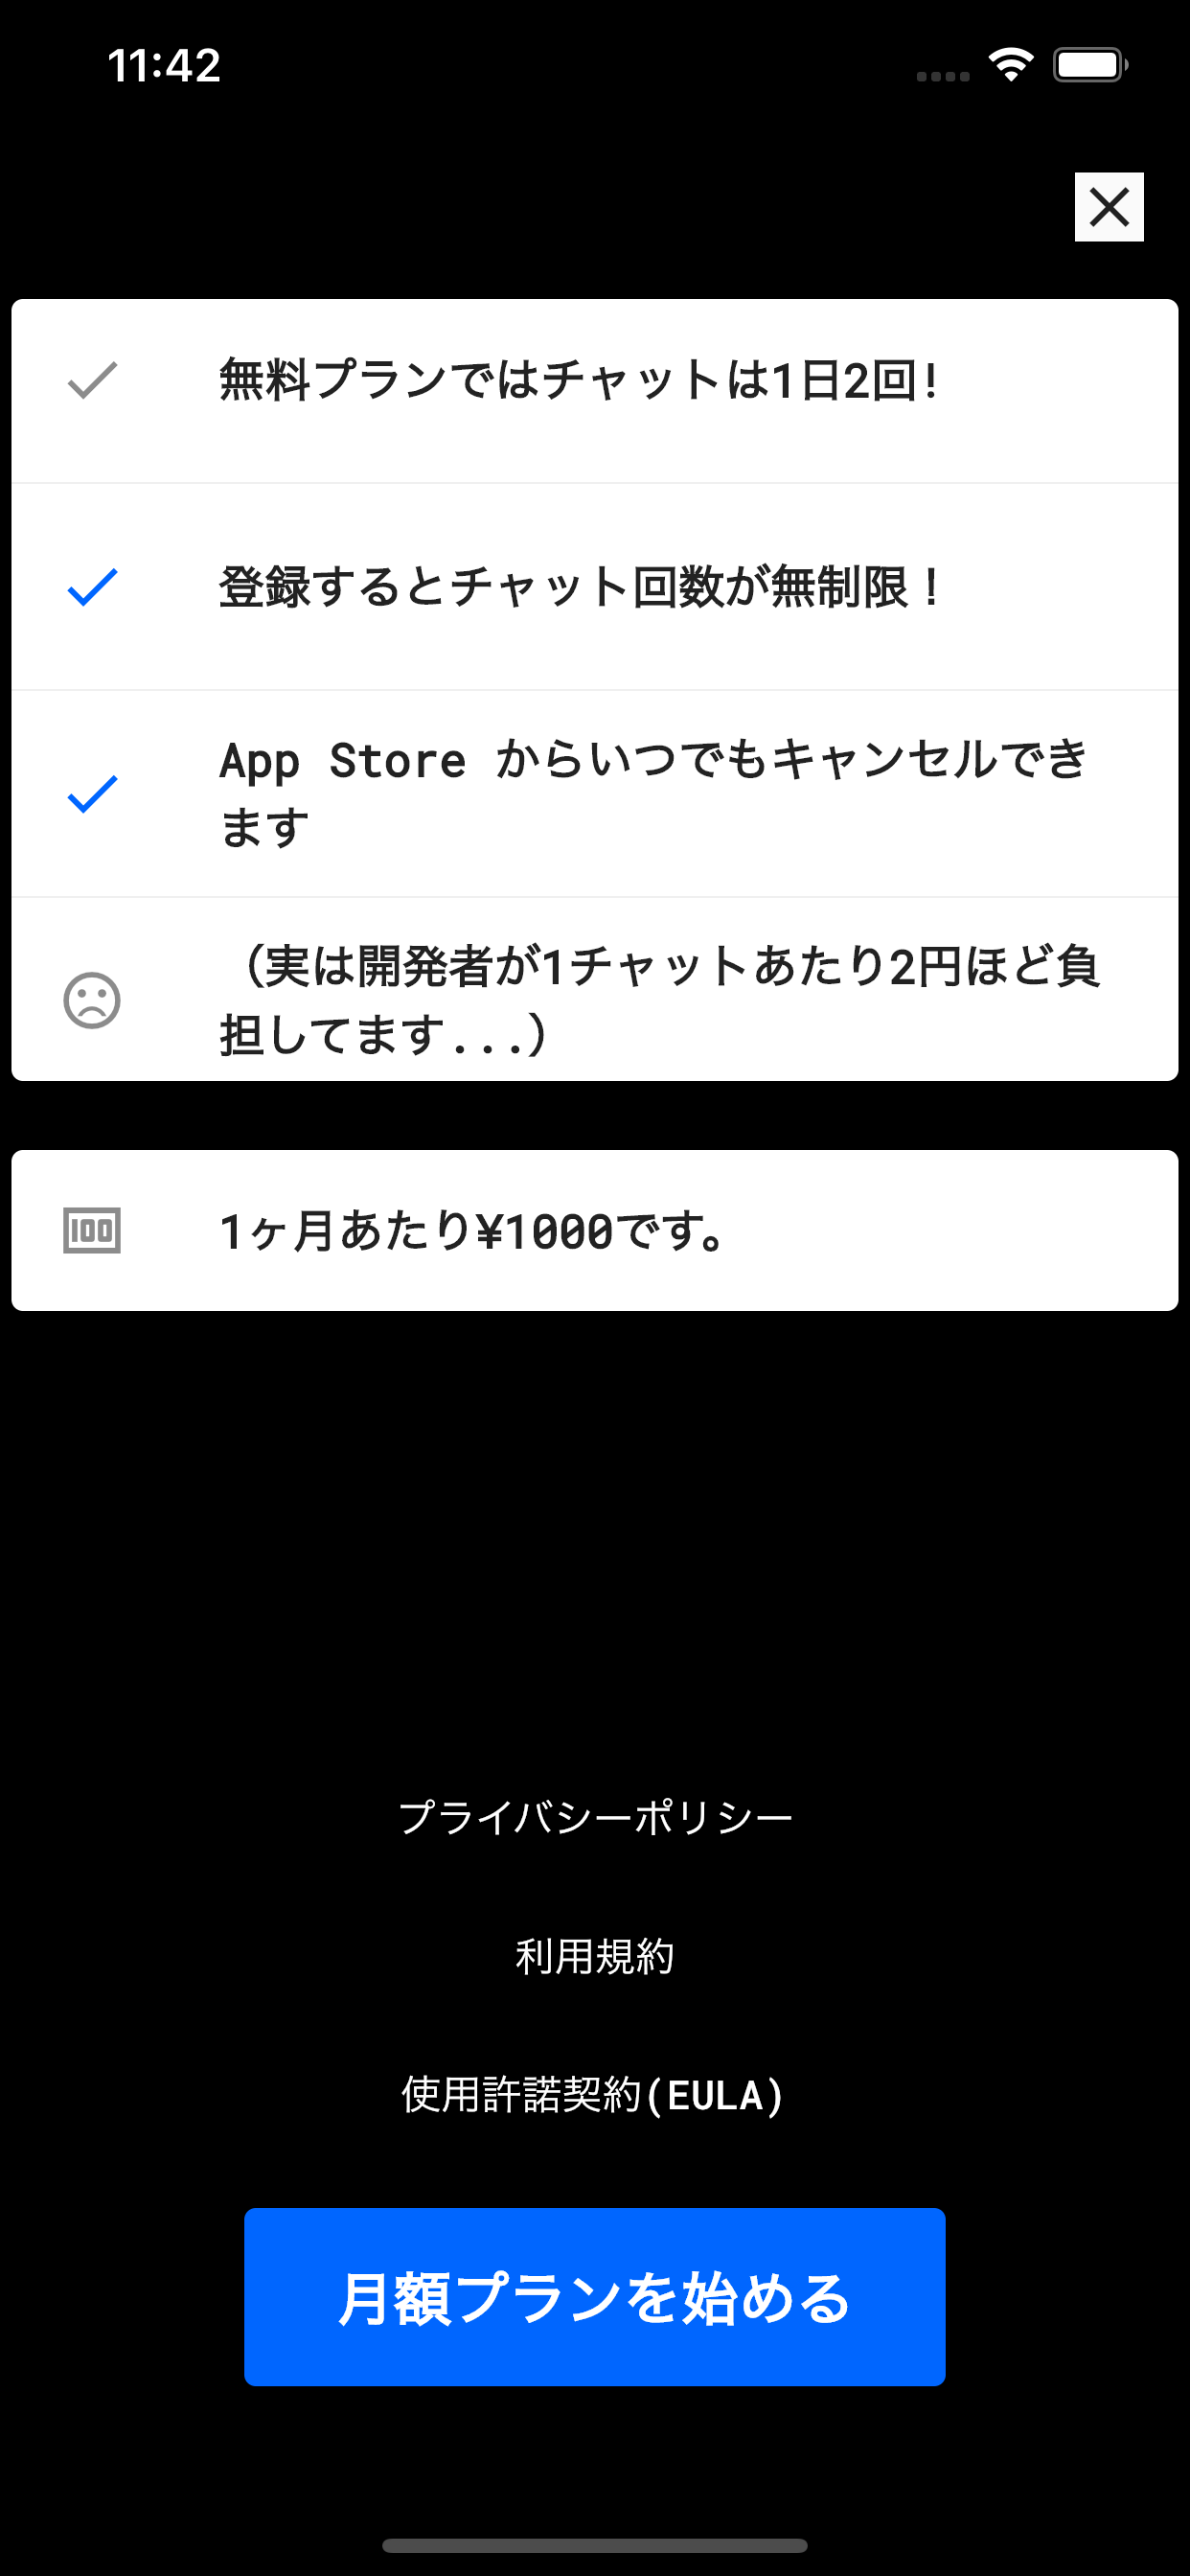 11:42
無料プランではチャットは1日2回!
登録するとチャット回数が無制限！
App Store からいつでもキャンセルでき
ます
（実は開発者が1チャットあたり2円ほど負
担してます...）
100
1ヶ月あたり¥1000です。
プライバシーポリシー
利用規約
使用許諾契約(EULA)
月額プランを始める